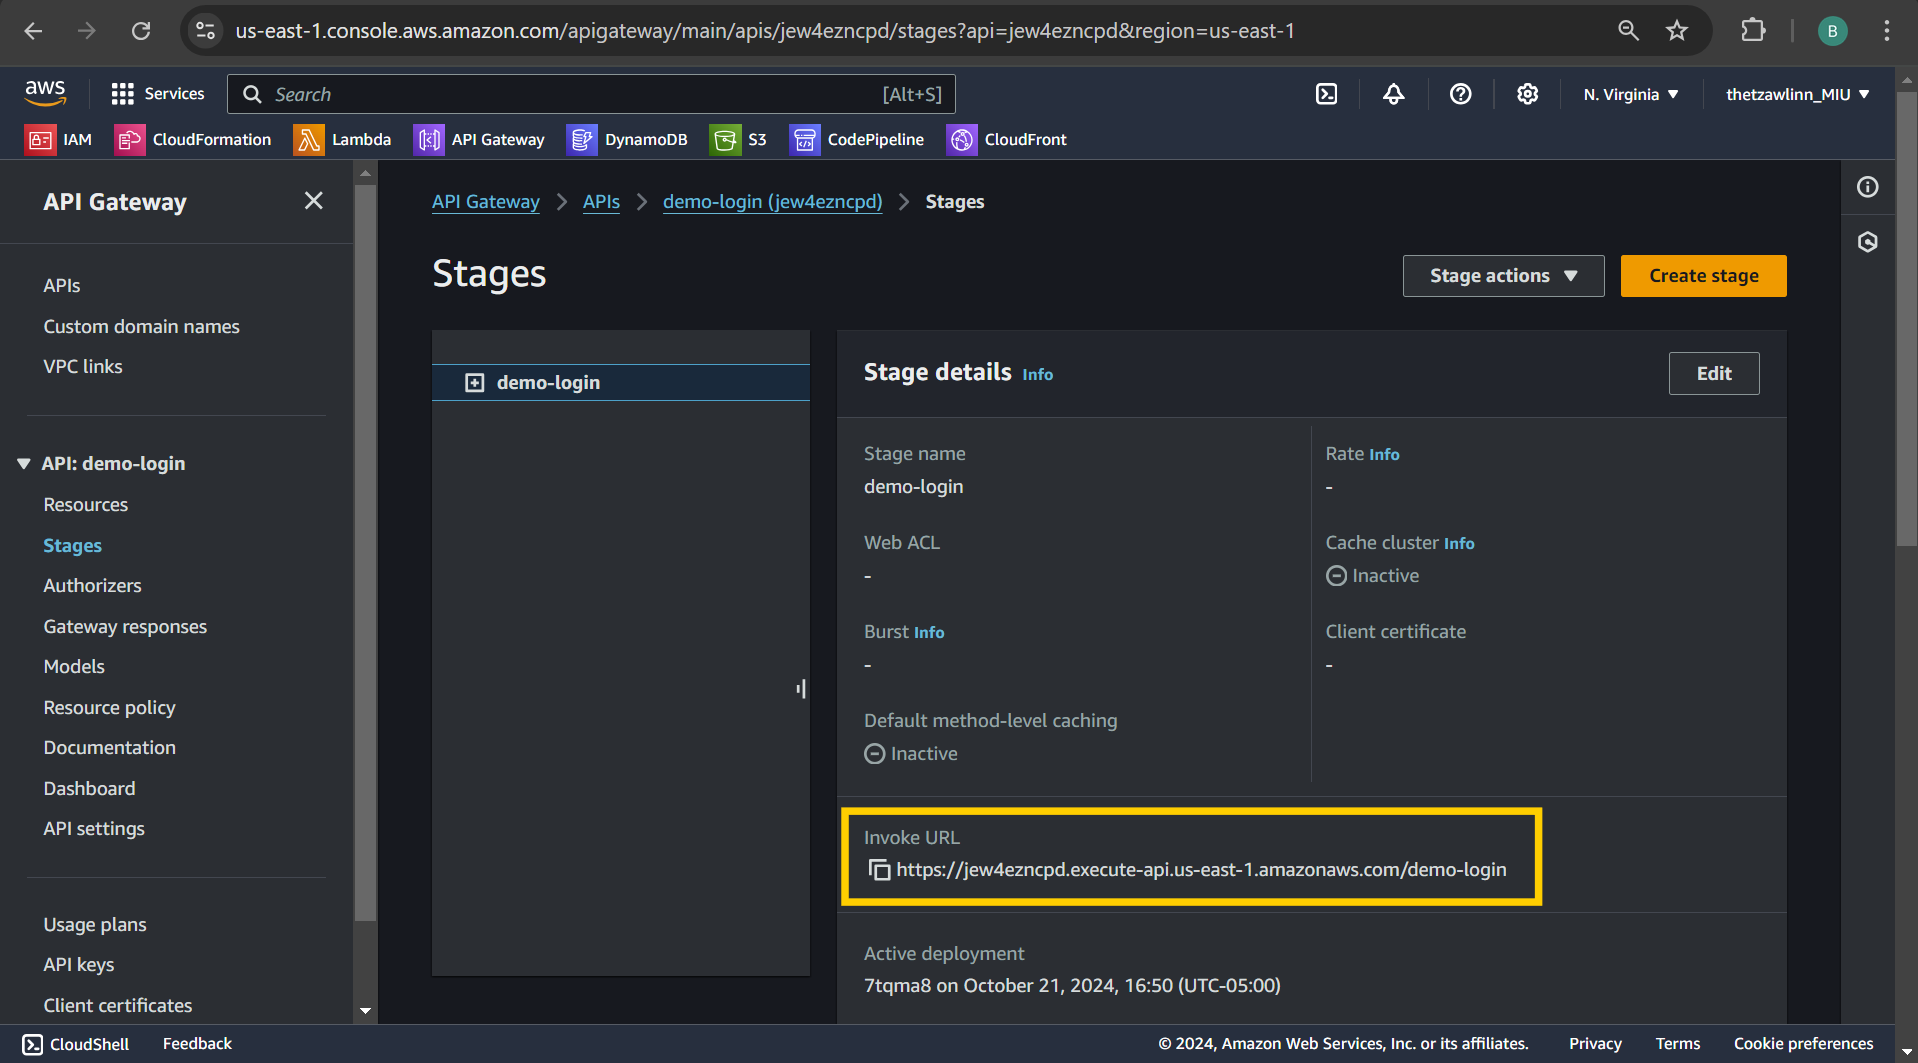 us-east-1.console.aws.amazon.com/apigateway/main/apis/jew4ezncpd/stages?api=jew4ezncpd&region=us-east-1
B
aws
Services
Search
[Alt+S]
N. Virginia
thetzawlinn_MIU
IAM
CloudFormation
Lambda
API Gateway
DynamoDB
S3
CodePipeline
CloudFront
API Gateway
APIs
Custom domain names
VPC links
API: demo-login
Resources
Stages
Authorizers
Gateway responses
Models
Resource policy
Documentation
Dashboard
API settings
Usage plans
API keys
Client certificates
API Gateway > APIs > demo-login (jew4ezncpd) > Stages
Stages
Stage actions
Create stage
demo-login
Stage details Info
Edit
Stage name
demo-login
Rate Info
-
Web ACL
-
Cache cluster Info
Inactive
Burst Info
-
Client certificate
-
Default method-level caching
Inactive
Invoke URL
https://jew4ezncpd.execute-api.us-east-1.amazonaws.com/demo-login
Active deployment
7tqma8 on October 21, 2024, 16:50 (UTC-05:00)
CloudShell
Feedback
© 2024, Amazon Web Services, Inc. or its affiliates.
Privacy
Terms
Cookie preferences